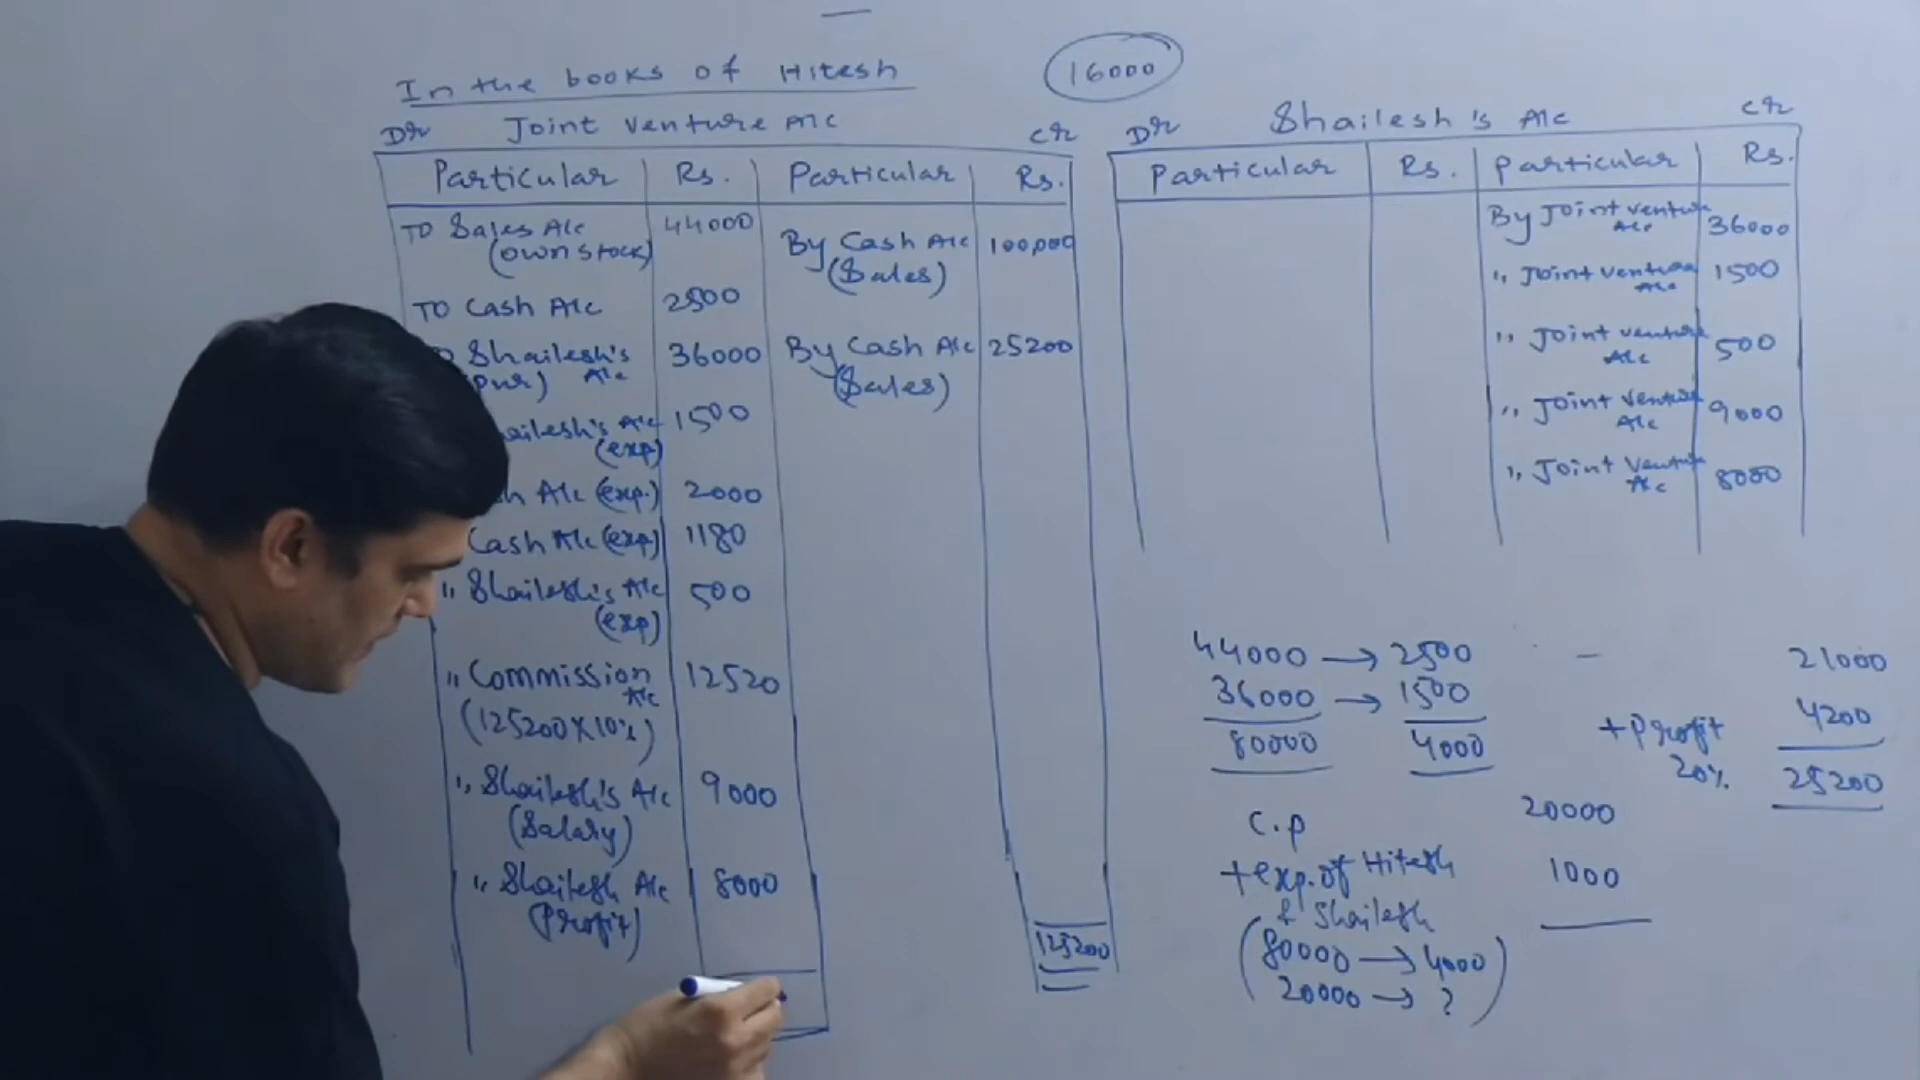 In the books of Hitesh
16000
Dr Joint venture A/c Cr
Particular Rs. Particular Rs.
To Sales A/c 44000 By Cash A/c 100,000
(own stock) (Sales)
To Cash A/c 2500
Shailesh's 36000 By Cash A/c 25200
(pur) A/c (Sales)
A/c 1500
(exp)
A/c (exp.) 2000
Cash A/c (exp) 1180
,, Shailesh's A/c 500
(exp)
,, Commission A/c 12520
(125200 X 10%)
,, Shailesh's A/c 9000
(Salary)
,, Shailesh A/c 8000
(Profit)
125200
Dr Shailesh's A/c Cr
Particular Rs. Particular Rs.
By Joint venture A/c 36000
,, Joint venture A/c 1500
,, Joint venture A/c 500
,, Joint venture A/c 9000
,, Joint Venture A/c 8000
44000 → 2500
36000 → 1500
80000 4000
21000
+ Profit 4200
20% 25200
C.P 20000
+ exp. of Hitesh 1000
& Shailesh
(80000 → 4000
20000 → ?)